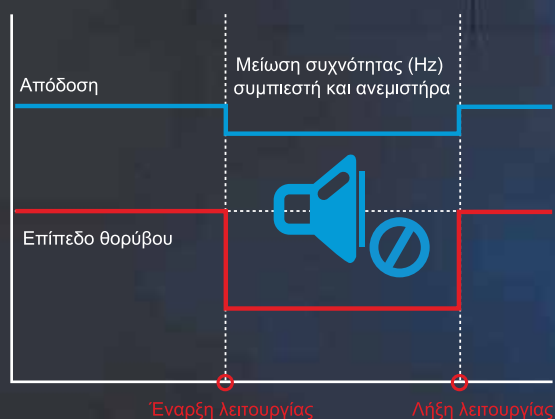 Μείωση συχνότητας (Hz)
συμπιεστή και ανεμιστήρα
Απόδοση
Επίπεδο θορύβου
Έναρξη λειτουργίας
Λήξη λειτουργίας